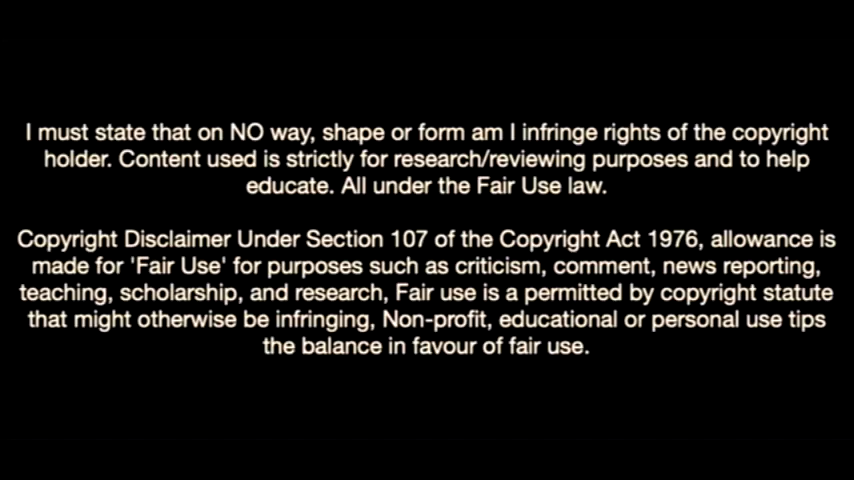 I must state that on NO way, shape or form am I infringe rights of the copyright
holder. Content used is strictly for research/reviewing purposes and to help
educate. All under the Fair Use law.
Copyright Disclaimer Under Section 107 of the Copyright Act 1976, allowance is
made for 'Fair Use' for purposes such as criticism, comment, news reporting,
teaching, scholarship, and research, Fair use is a permitted by copyright statute
that might otherwise be infringing, Non-profit, educational or personal use tips
the balance in favour of fair use.